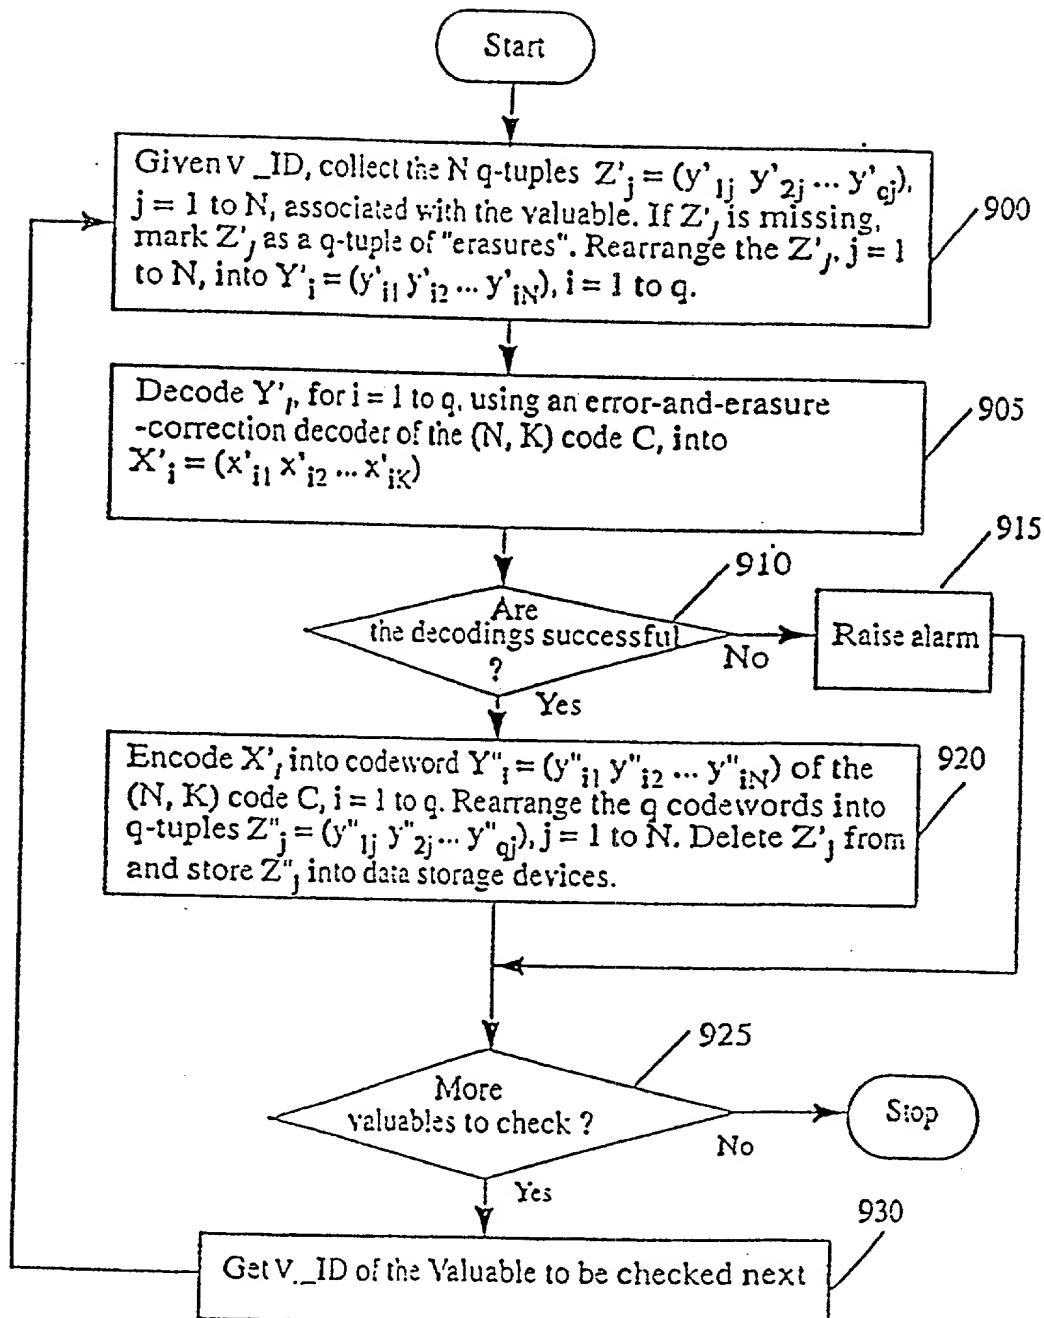 Start
Given V_ID, collect the N q-tuples Z'j = (y'1j y'2j ... y'qj),
j = 1 to N, associated with the valuable. If Z'j is missing,
mark Z'j as a q-tuple of "erasures". Rearrange the Z'j, j = 1
to N, into Y'i = (y'i1 y'i2 ... y'iN), i = 1 to q.
900
Decode Y'i, for i = 1 to q, using an error-and-erasure
-correction decoder of the (N, K) code C, into
X'i = (x'i1 x'i2 ... x'iK)
905
915
910
Are
the decodings successful
?
No
Raise alarm
Yes
Encode X'i into codeword Y"i = (y"i1 y"i2 ... y"iN) of the
(N, K) code C, i = 1 to q. Rearrange the q codewords into
q-tuples Z"j = (y"1j y"2j ... y"qj), j = 1 to N. Delete Z'j from
and store Z"j into data storage devices.
920
925
More
valuables to check ?
No
Stop
Yes
930
Get V_ID of the Valuable to be checked next